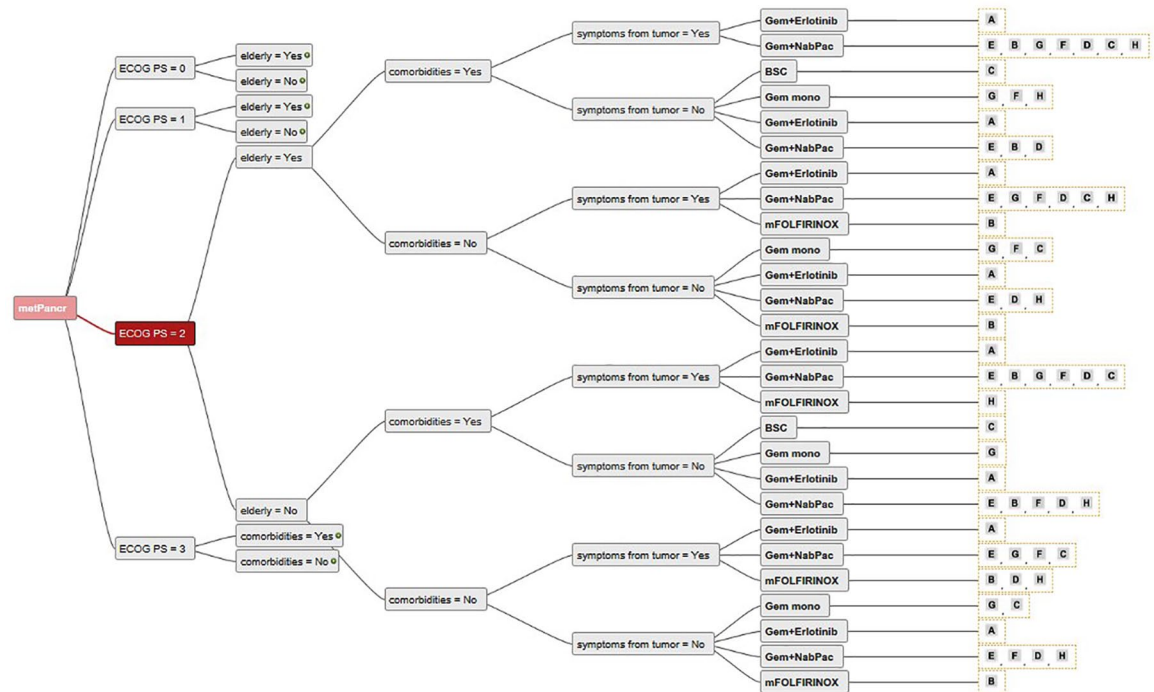 metPancr
ECOG PS = 0
elderly = Yes
elderly = No
ECOG PS = 1
elderly = Yes
elderly = No
ECOG PS = 2
elderly = Yes
comorbidities = Yes
symptoms from tumor = Yes
Gem+Erlotinib A
Gem+NabPac E, B, G, F, D, C, H
symptoms from tumor = No
BSC C
Gem mono G, F, H
Gem+Erlotinib A
Gem+NabPac E, B, D
comorbidities = No
symptoms from tumor = Yes
Gem+Erlotinib A
Gem+NabPac E, G, F, D, C, H
mFOLFIRINOX B
symptoms from tumor = No
Gem mono G, F, C
Gem+Erlotinib A
Gem+NabPac E, D, H
mFOLFIRINOX B
elderly = No
comorbidities = Yes
symptoms from tumor = Yes
Gem+Erlotinib A
Gem+NabPac E, B, G, F, D, C
mFOLFIRINOX H
symptoms from tumor = No
BSC C
Gem mono G
Gem+Erlotinib A
Gem+NabPac E, B, F, D, H
comorbidities = No
symptoms from tumor = Yes
Gem+Erlotinib A
Gem+NabPac E, G, F, C
mFOLFIRINOX B, D, H
symptoms from tumor = No
Gem mono G, C
Gem+Erlotinib A
Gem+NabPac E, F, D, H
mFOLFIRINOX B
ECOG PS = 3
comorbidities = Yes
comorbidities = No